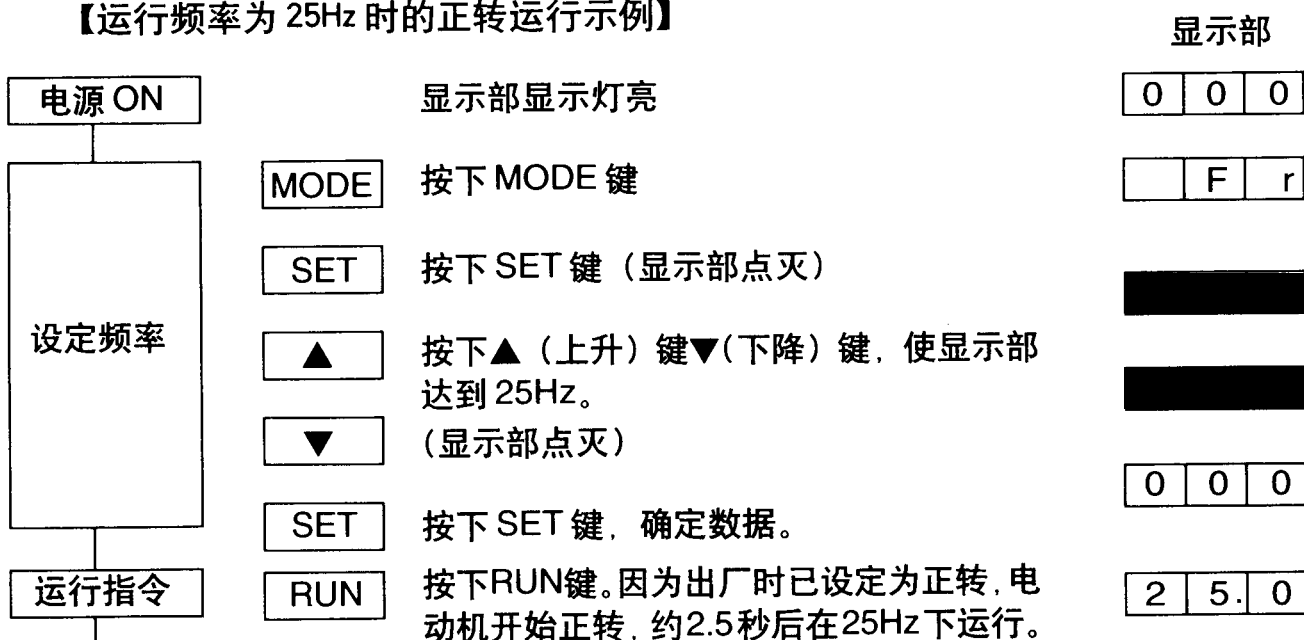 【运行频率为 25Hz 时的正转运行示例】
显示部
电源 ON 显示部显示灯亮 0 0 0
MODE 按下 MODE 键 F r
SET 按下 SET 键（显示部点灭）
设定频率
▲ 按下▲（上升）键▼(下降）键，使显示部
达到 25Hz。
▼ (显示部点灭）
0 0 0
SET 按下 SET 键，确定数据。
运行指令 RUN 按下RUN键。因为出厂时已设定为正转，电 2 5. 0
动机开始正转，约2.5秒后在25Hz下运行。